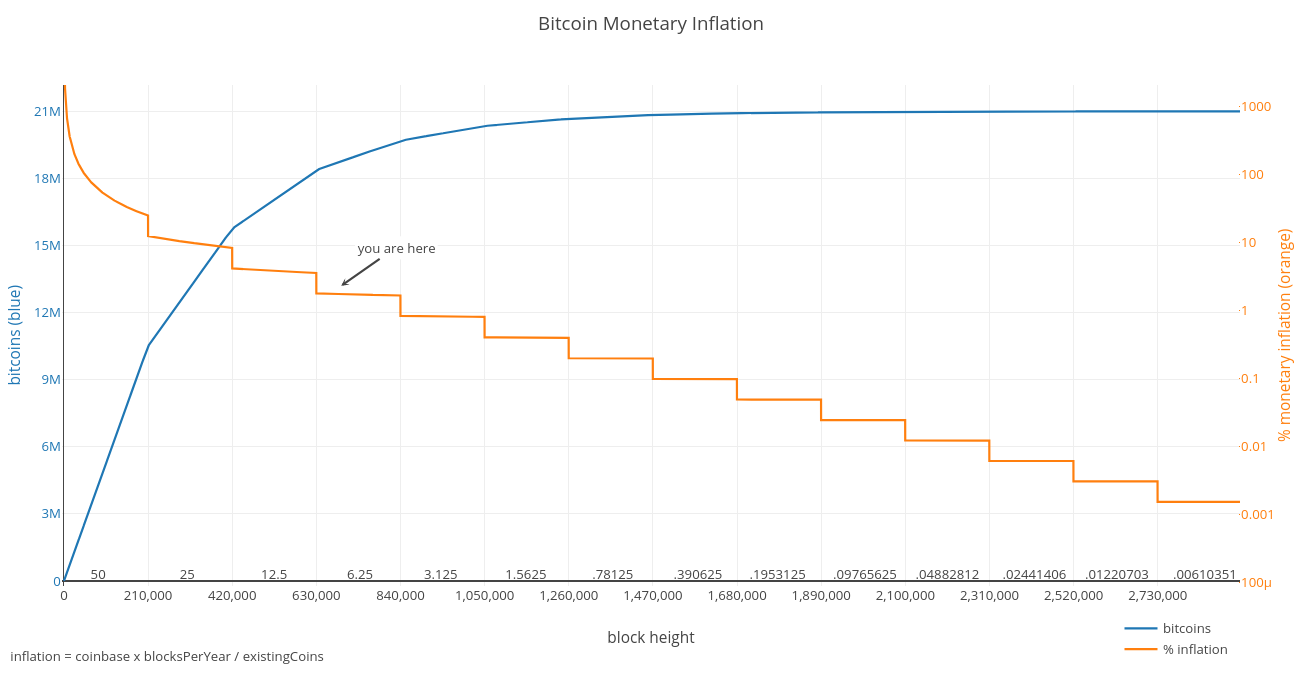 Bitcoin Monetary Inflation
21M
18M
15M
12M
9M
6M
3M
0
bitcoins (blue)
you are here
1000
100
10
1
0.1
0.01
0.001
100μ
% monetary inflation (orange)
50 25 12.5 6.25 3.125 1.5625 .78125 .390625 .1953125 .09765625 .04882812 .02441406 .01220703 .00610351
0 210,000 420,000 630,000 840,000 1,050,000 1,260,000 1,470,000 1,680,000 1,890,000 2,100,000 2,310,000 2,520,000 2,730,000
block height
bitcoins
% inflation
inflation = coinbase x blocksPerYear / existingCoins